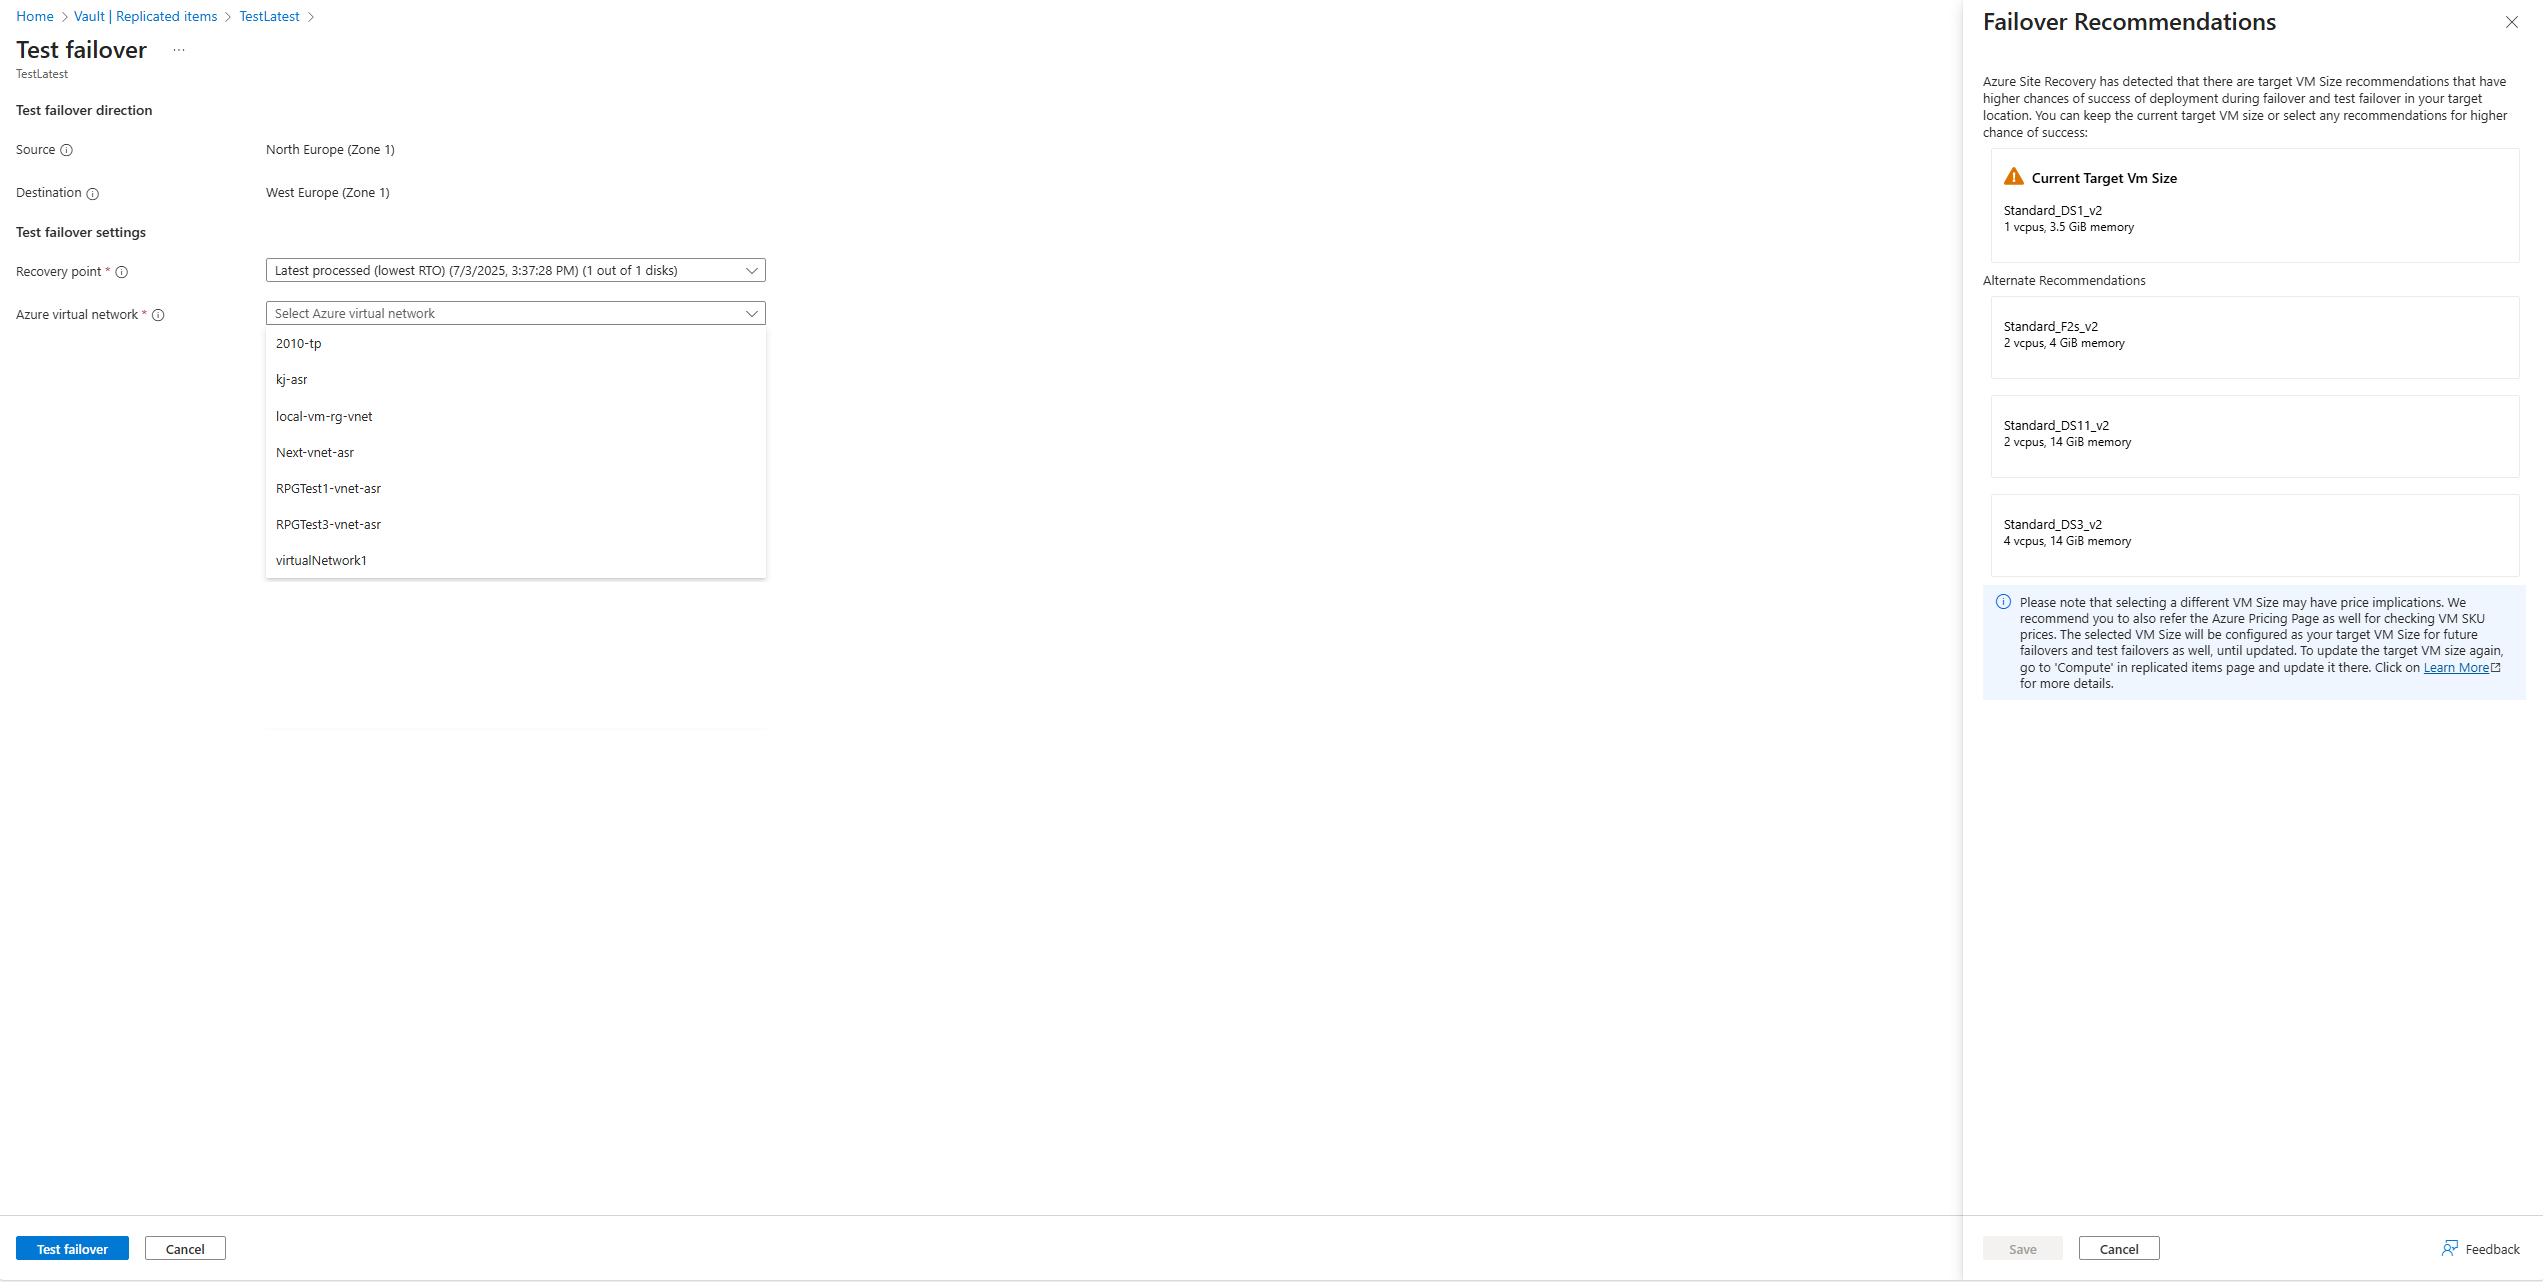 Home > Vault | Replicated items > TestLatest >
Test failover ...
TestLatest
Test failover direction
Source
North Europe (Zone 1)
Destination
West Europe (Zone 1)
Test failover settings
Recovery point *
Latest processed (lowest RTO) (7/3/2025, 3:37:28 PM) (1 out of 1 disks)
Azure virtual network *
Select Azure virtual network
2010-tp
kj-asr
local-vm-rg-vnet
Next-vnet-asr
RPGTest1-vnet-asr
RPGTest3-vnet-asr
virtualNetwork1
Test failover
Cancel
Failover Recommendations
Azure Site Recovery has detected that there are target VM Size recommendations that have
higher chances of success of deployment during failover and test failover in your target
location. You can keep the current target VM size or select any recommendations for higher
chance of success:
Current Target Vm Size
Standard_DS1_v2
1 vcpus, 3.5 GiB memory
Alternate Recommendations
Standard_F2s_v2
2 vcpus, 4 GiB memory
Standard_DS11_v2
2 vcpus, 14 GiB memory
Standard_DS3_v2
4 vcpus, 14 GiB memory
Please note that selecting a different VM Size may have price implications. We
recommend you to also refer the Azure Pricing Page as well for checking VM SKU
prices. The selected VM Size will be configured as your target VM Size for future
failovers and test failovers as well, until updated. To update the target VM size again,
go to 'Compute' in replicated items page and update it there. Click on Learn More
for more details.
Save
Cancel
Feedback